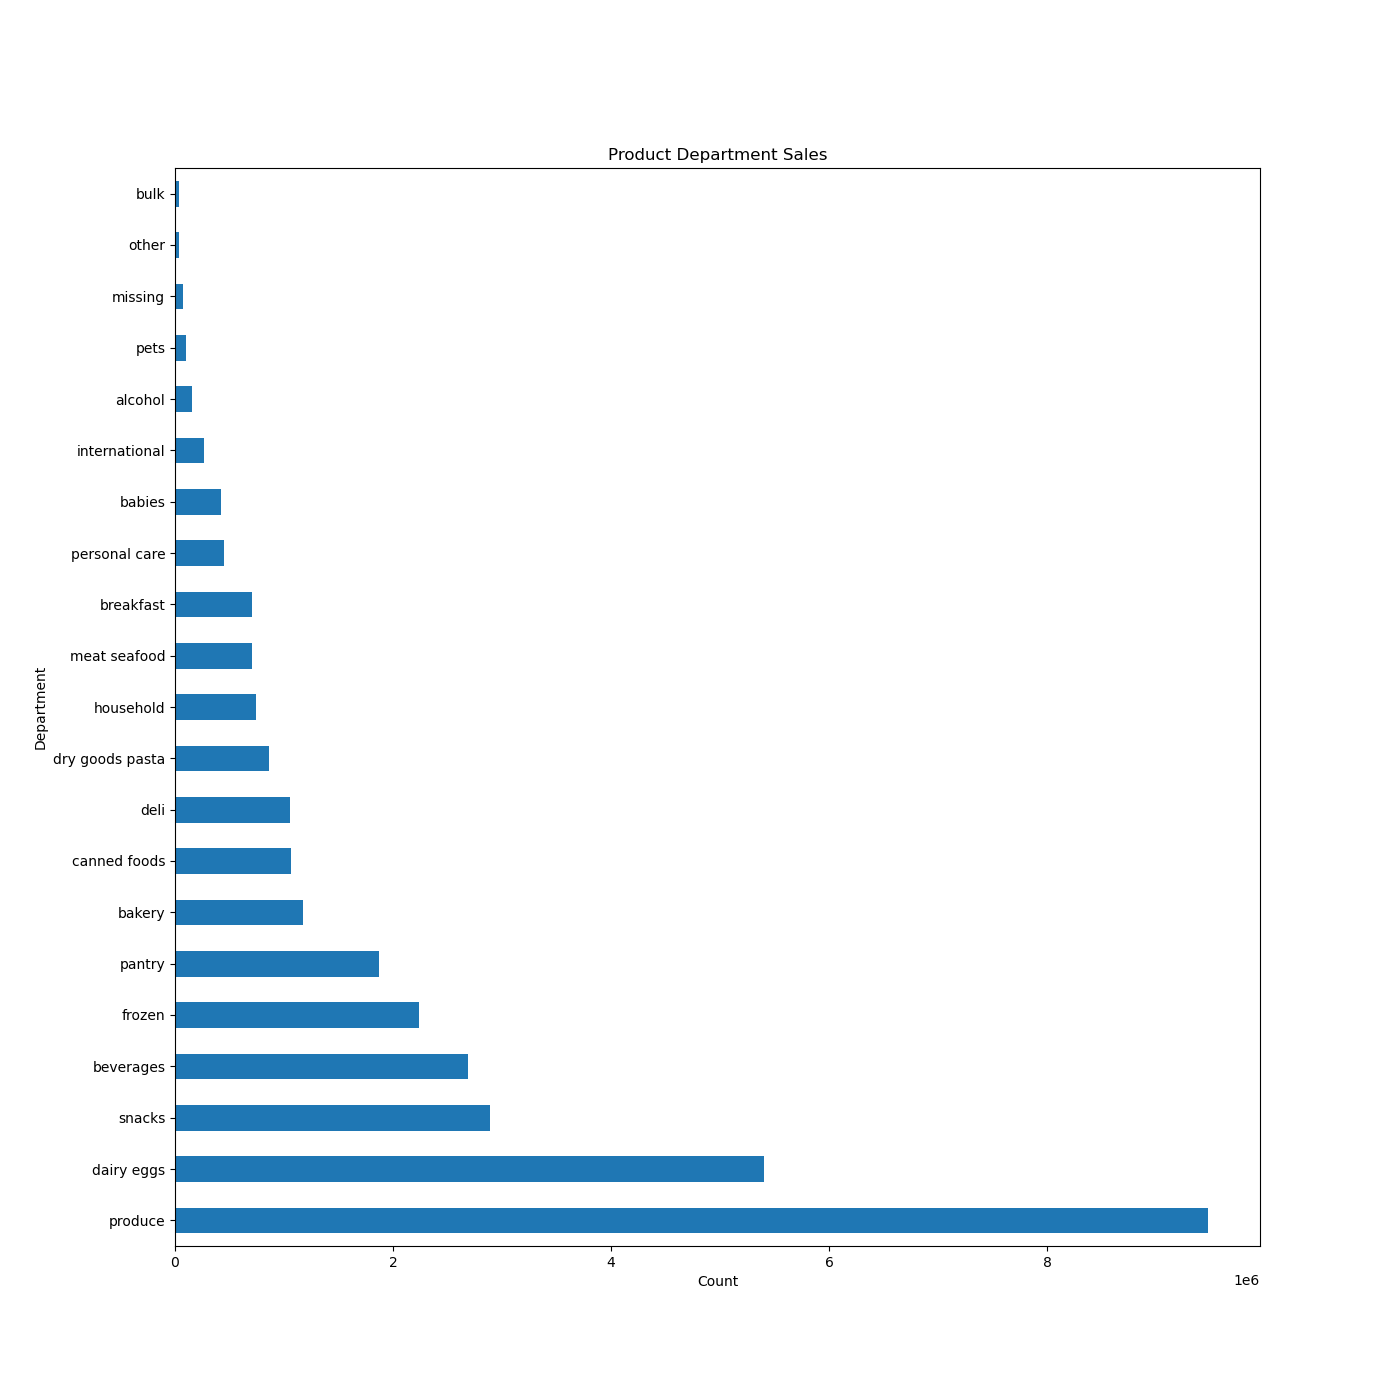 Product Department Sales
bulk
other
missing
pets
alcohol
international
babies
personal care
breakfast
meat seafood
household
dry goods pasta
deli
canned foods
bakery
pantry
frozen
beverages
snacks
dairy eggs
produce
Department
0 2 4 6 8
Count
1e6